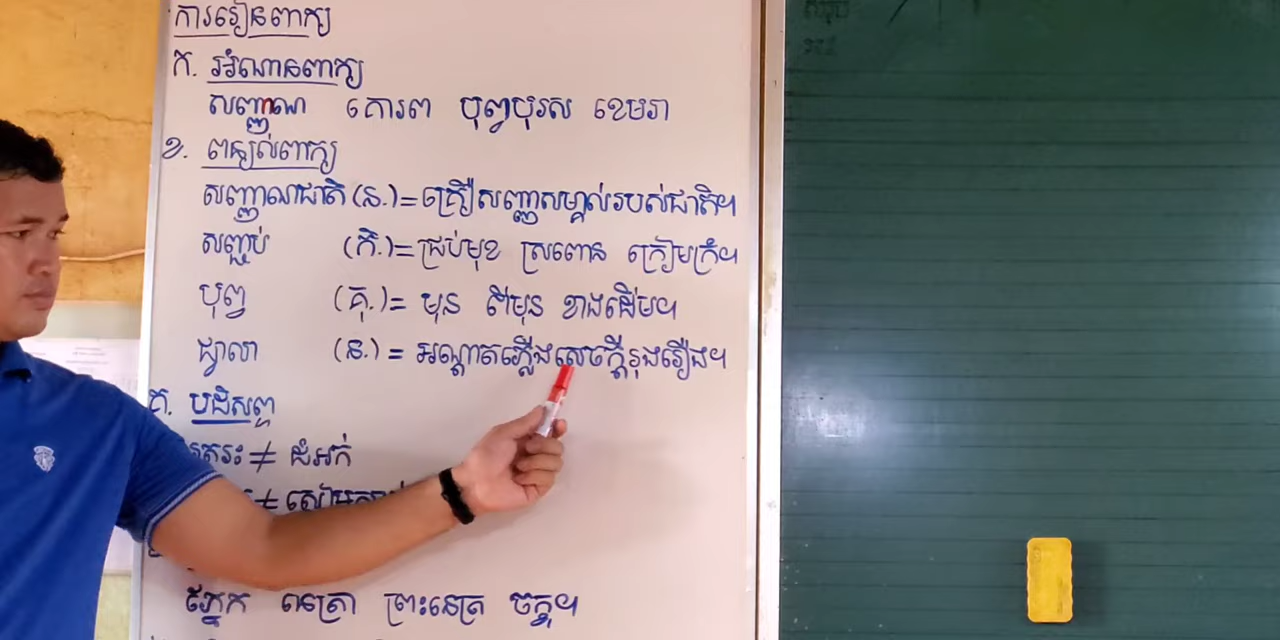 ការរៀនពាក្យ
ក. រអំណានពាក្យ
សញ្ញាណ គោរព បុព្វបុរស ខេមរា
ខ. ពន្យល់ពាក្យ
សញ្ញាណជាតិ (ន.) = គ្រឿសញ្ញាសម្គាល់របស់ជាតិ។
សញ្ជប់ (កិ.) = ជ្រប់មុខ ស្រពោន ក្រៀមក្រំ។
បុព្វ (គុ.) = មុន ពីមុន ខាងដើម។
ជ្វាលា (ន.) = អណ្តាតភ្លើងសេចក្តីរុងរឿង។
គ. បដិសព្ទ
≠ ដំអក់
≠
ភ្នែក នេត្រា ព្រះនេត្រ ចក្ខុ។